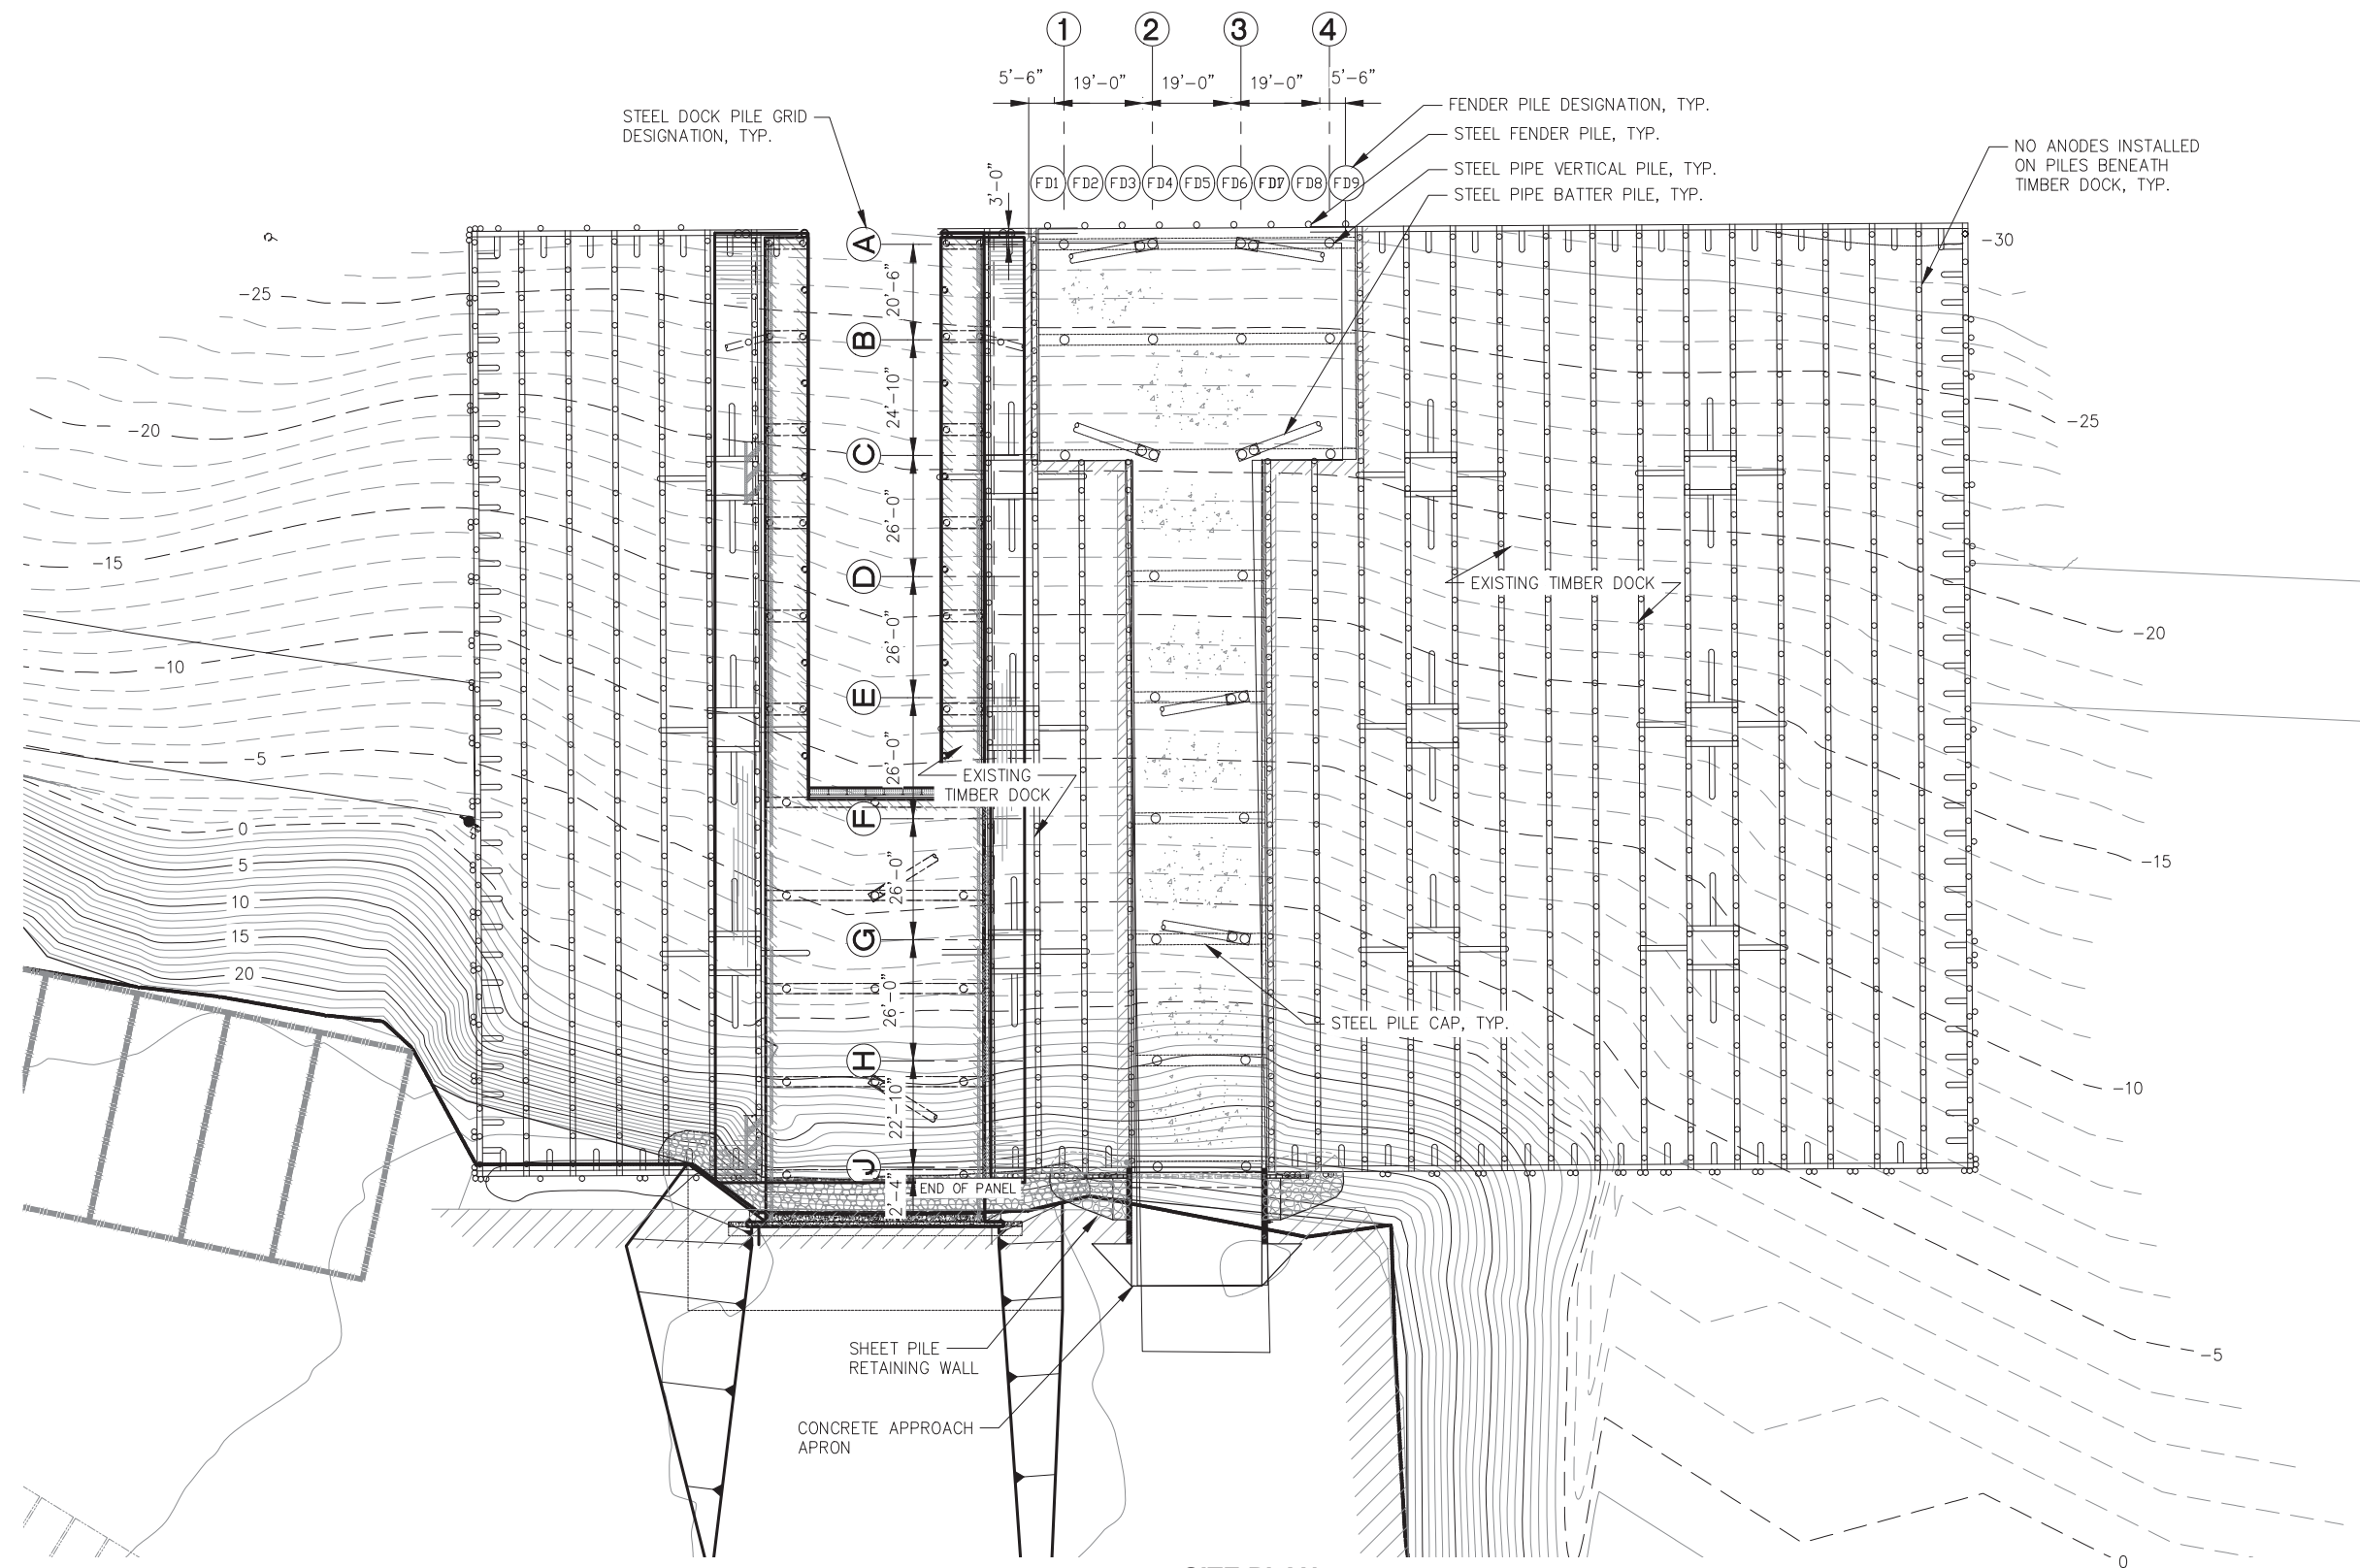 1 2 3 4
5'-6" 19'-0" 19'-0" 19'-0" 5'-6"
STEEL DOCK PILE GRID
DESIGNATION, TYP.
FENDER PILE DESIGNATION, TYP.
STEEL FENDER PILE, TYP.
STEEL PIPE VERTICAL PILE, TYP.
STEEL PIPE BATTER PILE, TYP.
NO ANODES INSTALLED
ON PILES BENEATH
TIMBER DOCK, TYP.
3'-0"
FD1 FD2 FD3 FD4 FD5 FD6 FD7 FD8 FD9
A
20'-6"
B
24'-10"
C
26'-0"
D
26'-0"
E
26'-0"
F
26'-0"
G
26'-0"
H
22'-10"
J
2'-4"
-25
-20
-15
-10
-5
0
5
10
15
20
-30
-25
-20
-15
-10
-5
0
EXISTING TIMBER DOCK
EXISTING
TIMBER DOCK
STEEL PILE CAP, TYP.
END OF PANEL
SHEET PILE
RETAINING WALL
CONCRETE APPROACH
APRON